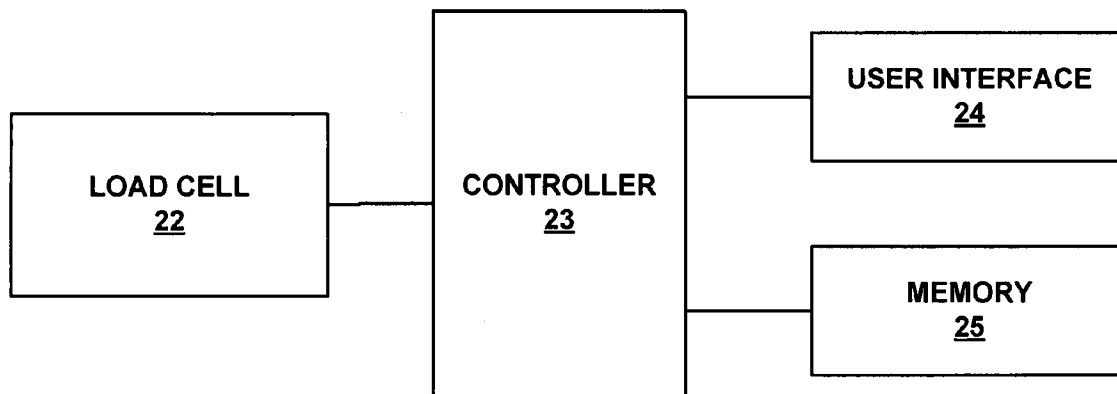 LOAD CELL
22
CONTROLLER
23
USER INTERFACE
24
MEMORY
25